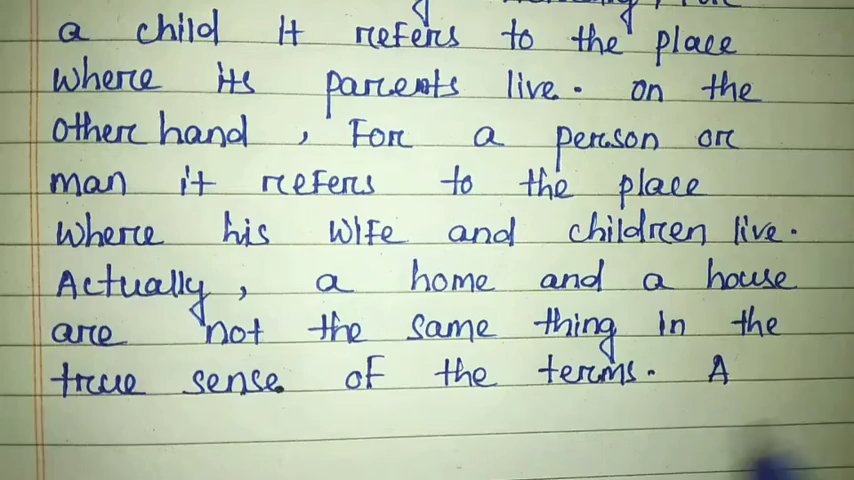 a child it refers to the place
where its parents live. on the
other hand , For a person or
man it refers to the place
where his wife and children live.
Actually, a home and a house
are not the same thing in the
true sense of the terms. A